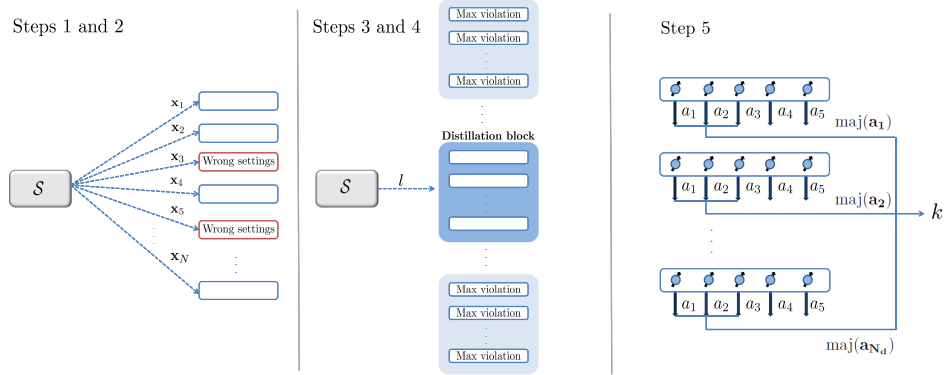 Steps 1 and 2
x1
x2
x3
Wrong settings
S
x4
x5
Wrong settings
xN
Steps 3 and 4
Max violation
Max violation
Max violation
Distillation block
S
l
Max violation
Max violation
Max violation
Step 5
a1 a2 a3 a4 a5
maj(a1)
a1 a2 a3 a4 a5
maj(a2)
k
a1 a2 a3 a4 a5
maj(aNd)